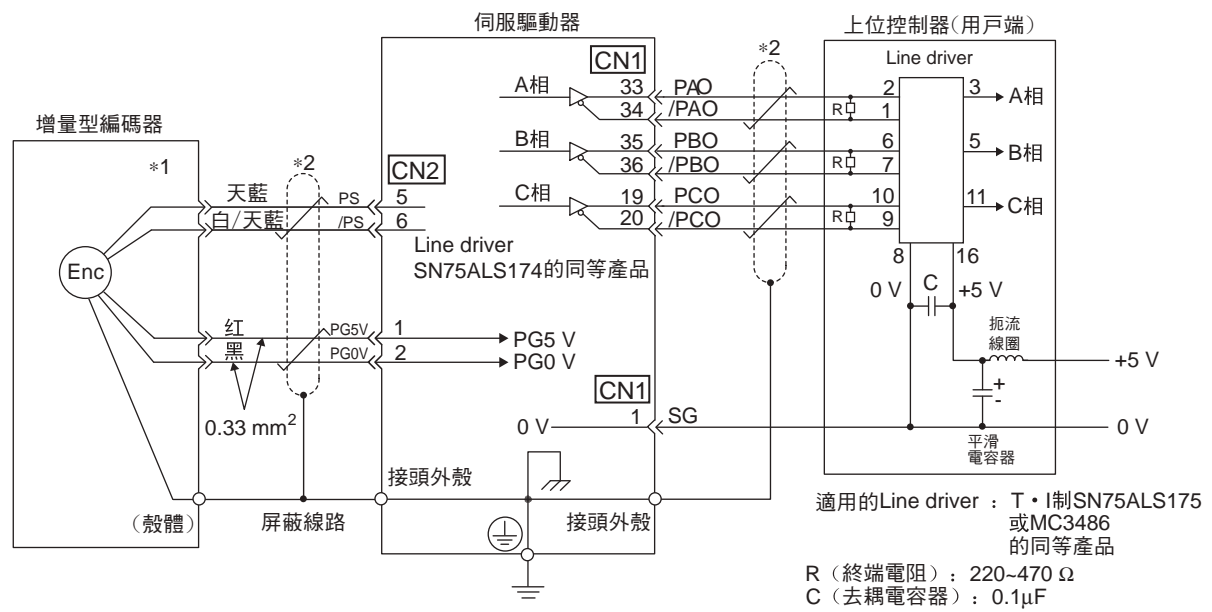 伺服驅動器
上位控制器(用戸端)
增量型編碼器
*1
*2
天藍
PS
5
白/天藍
/PS
6
CN2
Enc
红
PG5V
1
黑
PG0V
2
0.33 mm2
PG5 V
PG0 V
CN1
A相
33
PAO
34
/PAO
B相
35
PBO
36
/PBO
C相
19
PCO
20
/PCO
Line driver
SN75ALS174的同等產品
*2
Line driver
R
2
1
3
A相
R
6
7
5
B相
R
10
9
11
C相
8
16
0 V
C
+5 V
扼流
線圈
+5 V
+
-
平滑
電容器
0 V
CN1
0 V
1
SG
接頭外殼
(殼體)
屏蔽線路
接頭外殼
適用的Line driver : T・I制SN75ALS175
或MC3486
的同等產品
R(終端電阻):220~470 Ω
C(去耦電容器):0.1μF